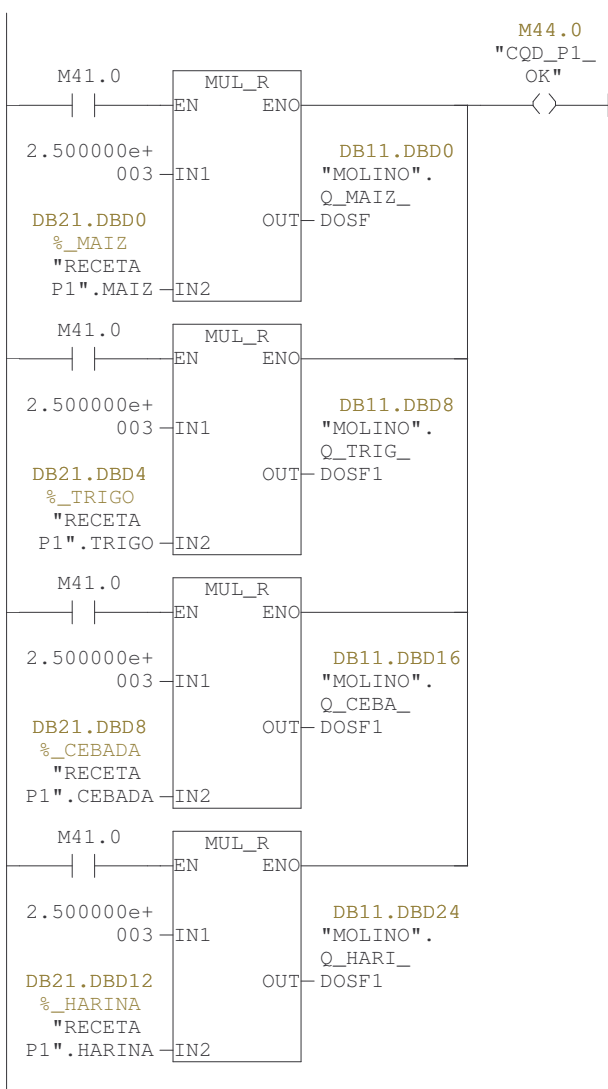 M44.0
"CQD_P1_
OK"
M41.0
MUL_R
EN ENO
2.500000e+
003 IN1
DB11.DBD0
"MOLINO".
Q_MAIZ_
OUT DOSF
DB21.DBD0
%_MAIZ
"RECETA
P1".MAIZ IN2
M41.0
MUL_R
EN ENO
2.500000e+
003 IN1
DB11.DBD8
"MOLINO".
Q_TRIG_
OUT DOSF1
DB21.DBD4
%_TRIGO
"RECETA
P1".TRIGO IN2
M41.0
MUL_R
EN ENO
2.500000e+
003 IN1
DB11.DBD16
"MOLINO".
Q_CEBA_
OUT DOSF1
DB21.DBD8
%_CEBADA
"RECETA
P1".CEBADA IN2
M41.0
MUL_R
EN ENO
2.500000e+
003 IN1
DB11.DBD24
"MOLINO".
Q_HARI_
OUT DOSF1
DB21.DBD12
%_HARINA
"RECETA
P1".HARINA IN2